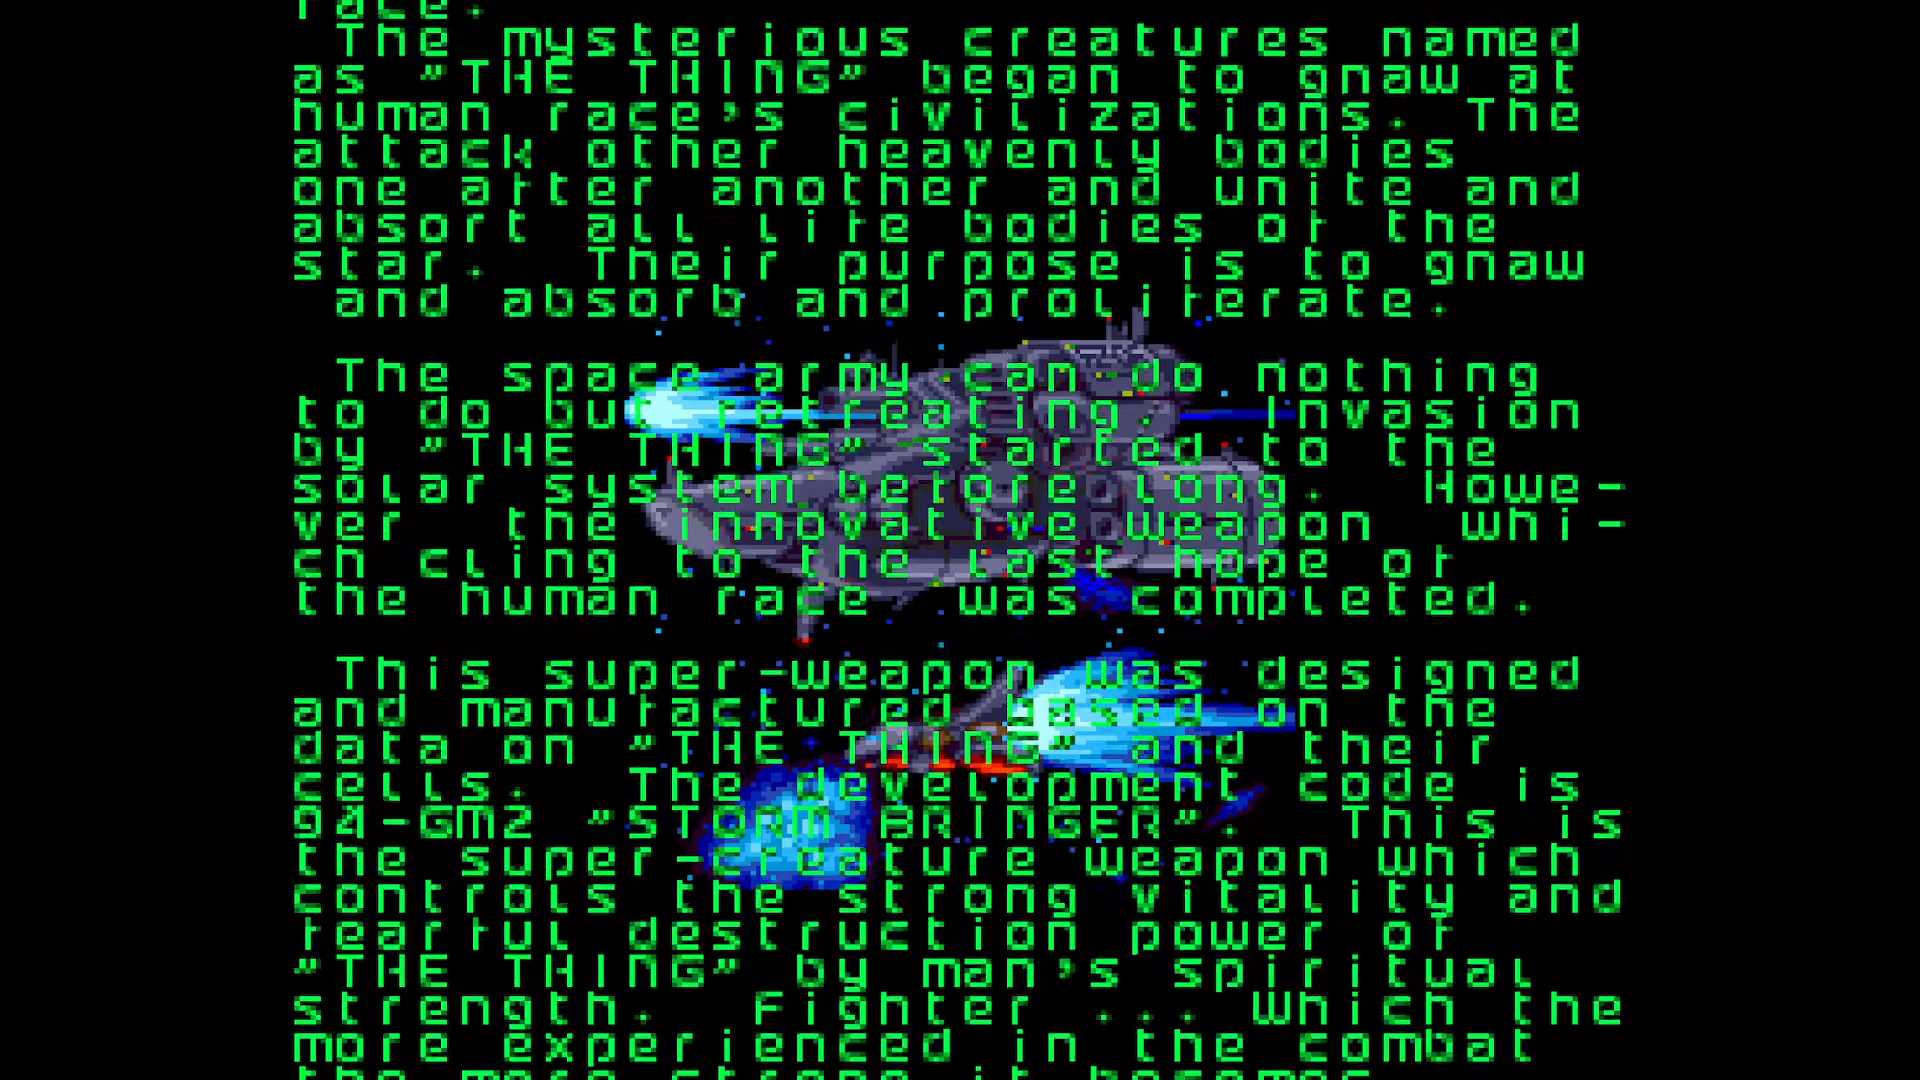 race.
The mysterious creatures named
as "THE THING" began to gnaw at
human race's civilizations. The
attack other heavenly bodies
one after another and unite and
absort all life bodies of the
star. Their purpose is to gnaw
and absorb and proliferate.
The space army can do nothing
to do but retreating. Invasion
by "THE THING" started to the
solar system before long. Howe-
ver the innovative weapon whi-
ch cling to the last hope of
the human race was completed.
This super-weapon was designed
and manufactured based on the
data on "THE THING" and their
cells. The development code is
94-GM2 "STORM BRINGER". This is
the super-creature weapon which
controls the strong vitality and
fearful destruction power of
"THE THING" by man's spiritual
strength. Fighter ... Which the
more experienced in the combat
the more strong it becomes